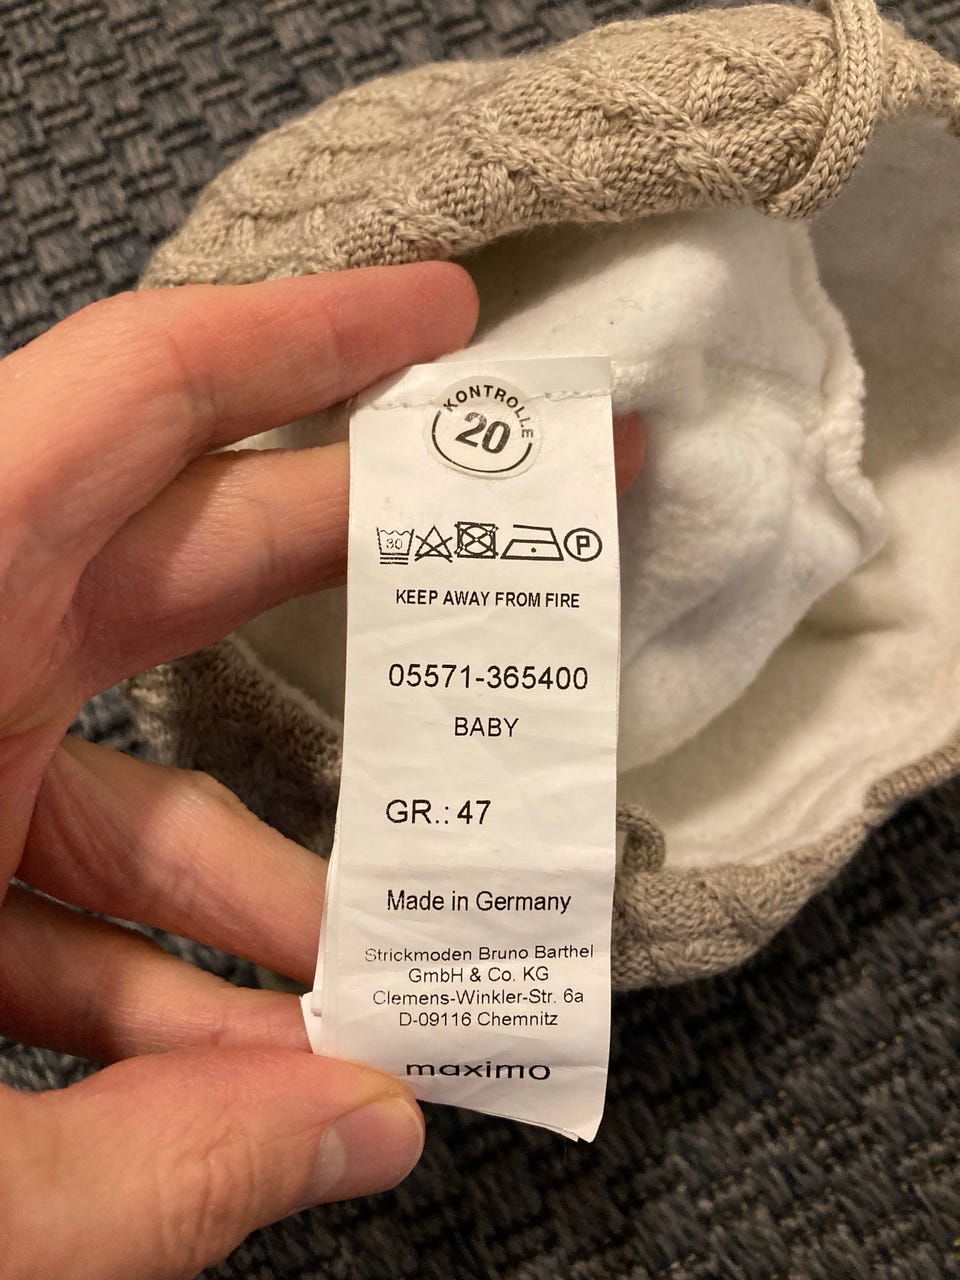 KONTROLLE
20
30
P
KEEP AWAY FROM FIRE
05571-365400
BABY
GR.: 47
Made in Germany
Strickmoden Bruno Barthel
GmbH & Co. KG
Clemens-Winkler-Str. 6a
D-09116 Chemnitz
maximo